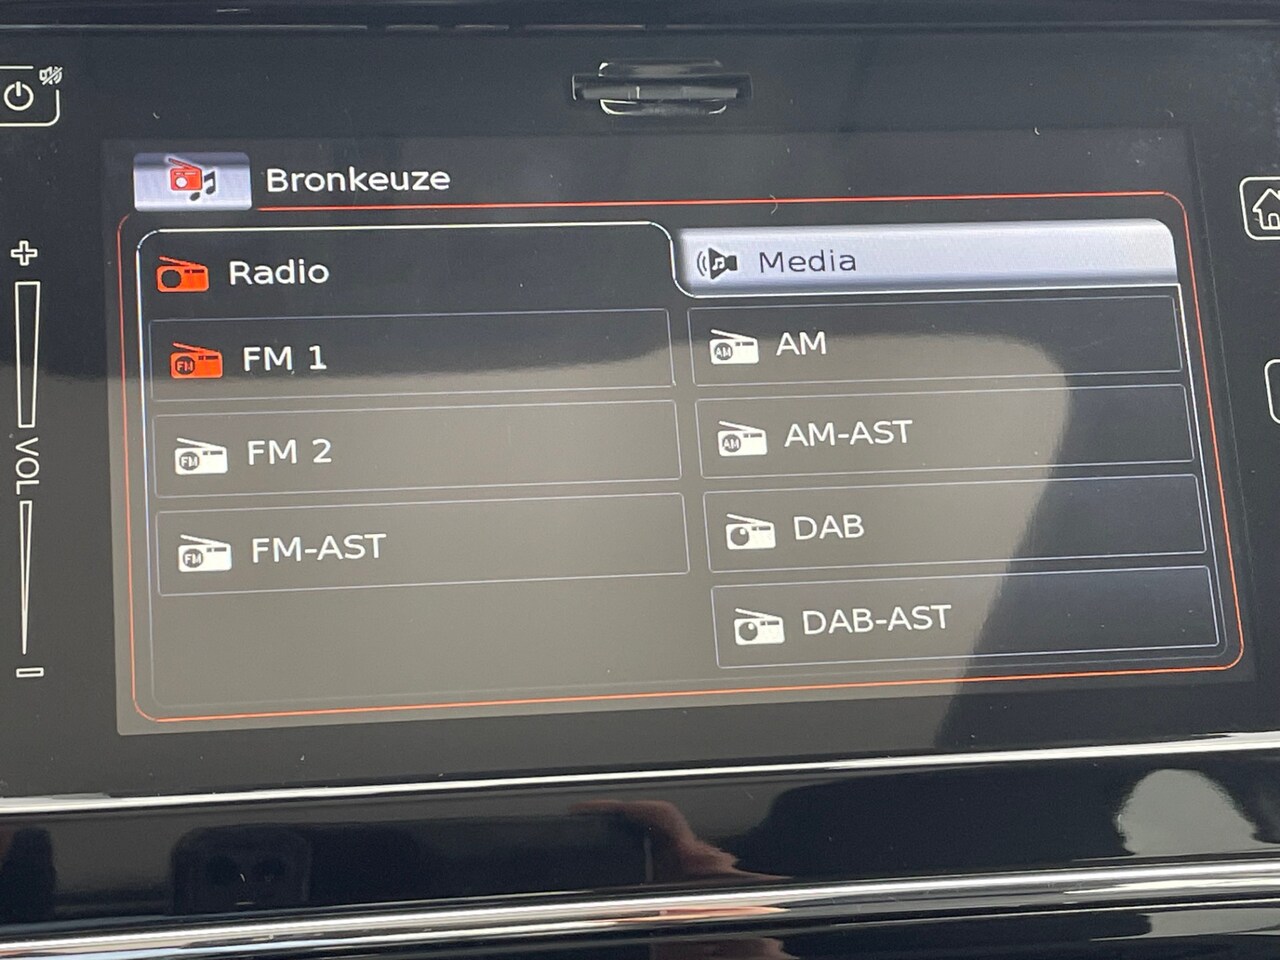 Bronkeuze
Radio
Media
FM 1
AM
FM 2
AM-AST
FM-AST
DAB
DAB-AST
VOL